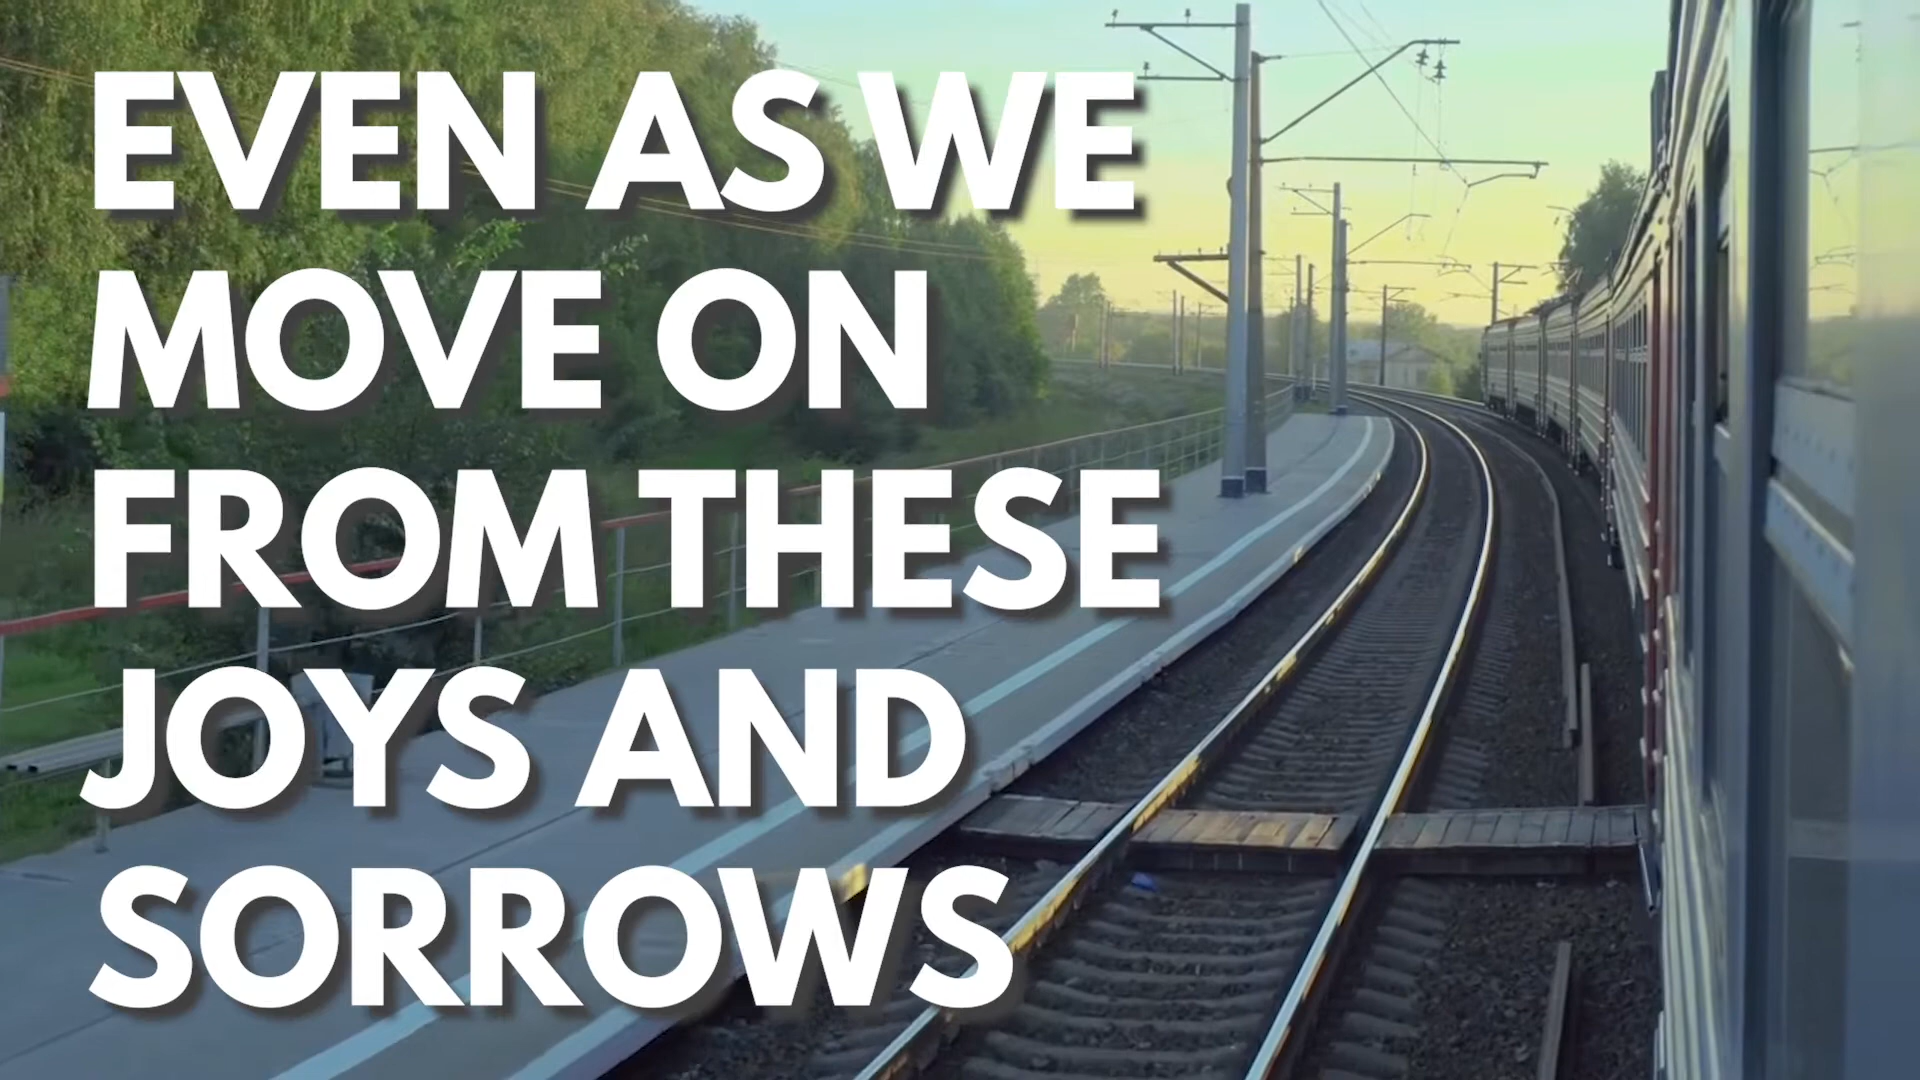 EVEN AS WE
MOVE ON
FROM THESE
JOYS AND
SORROWS